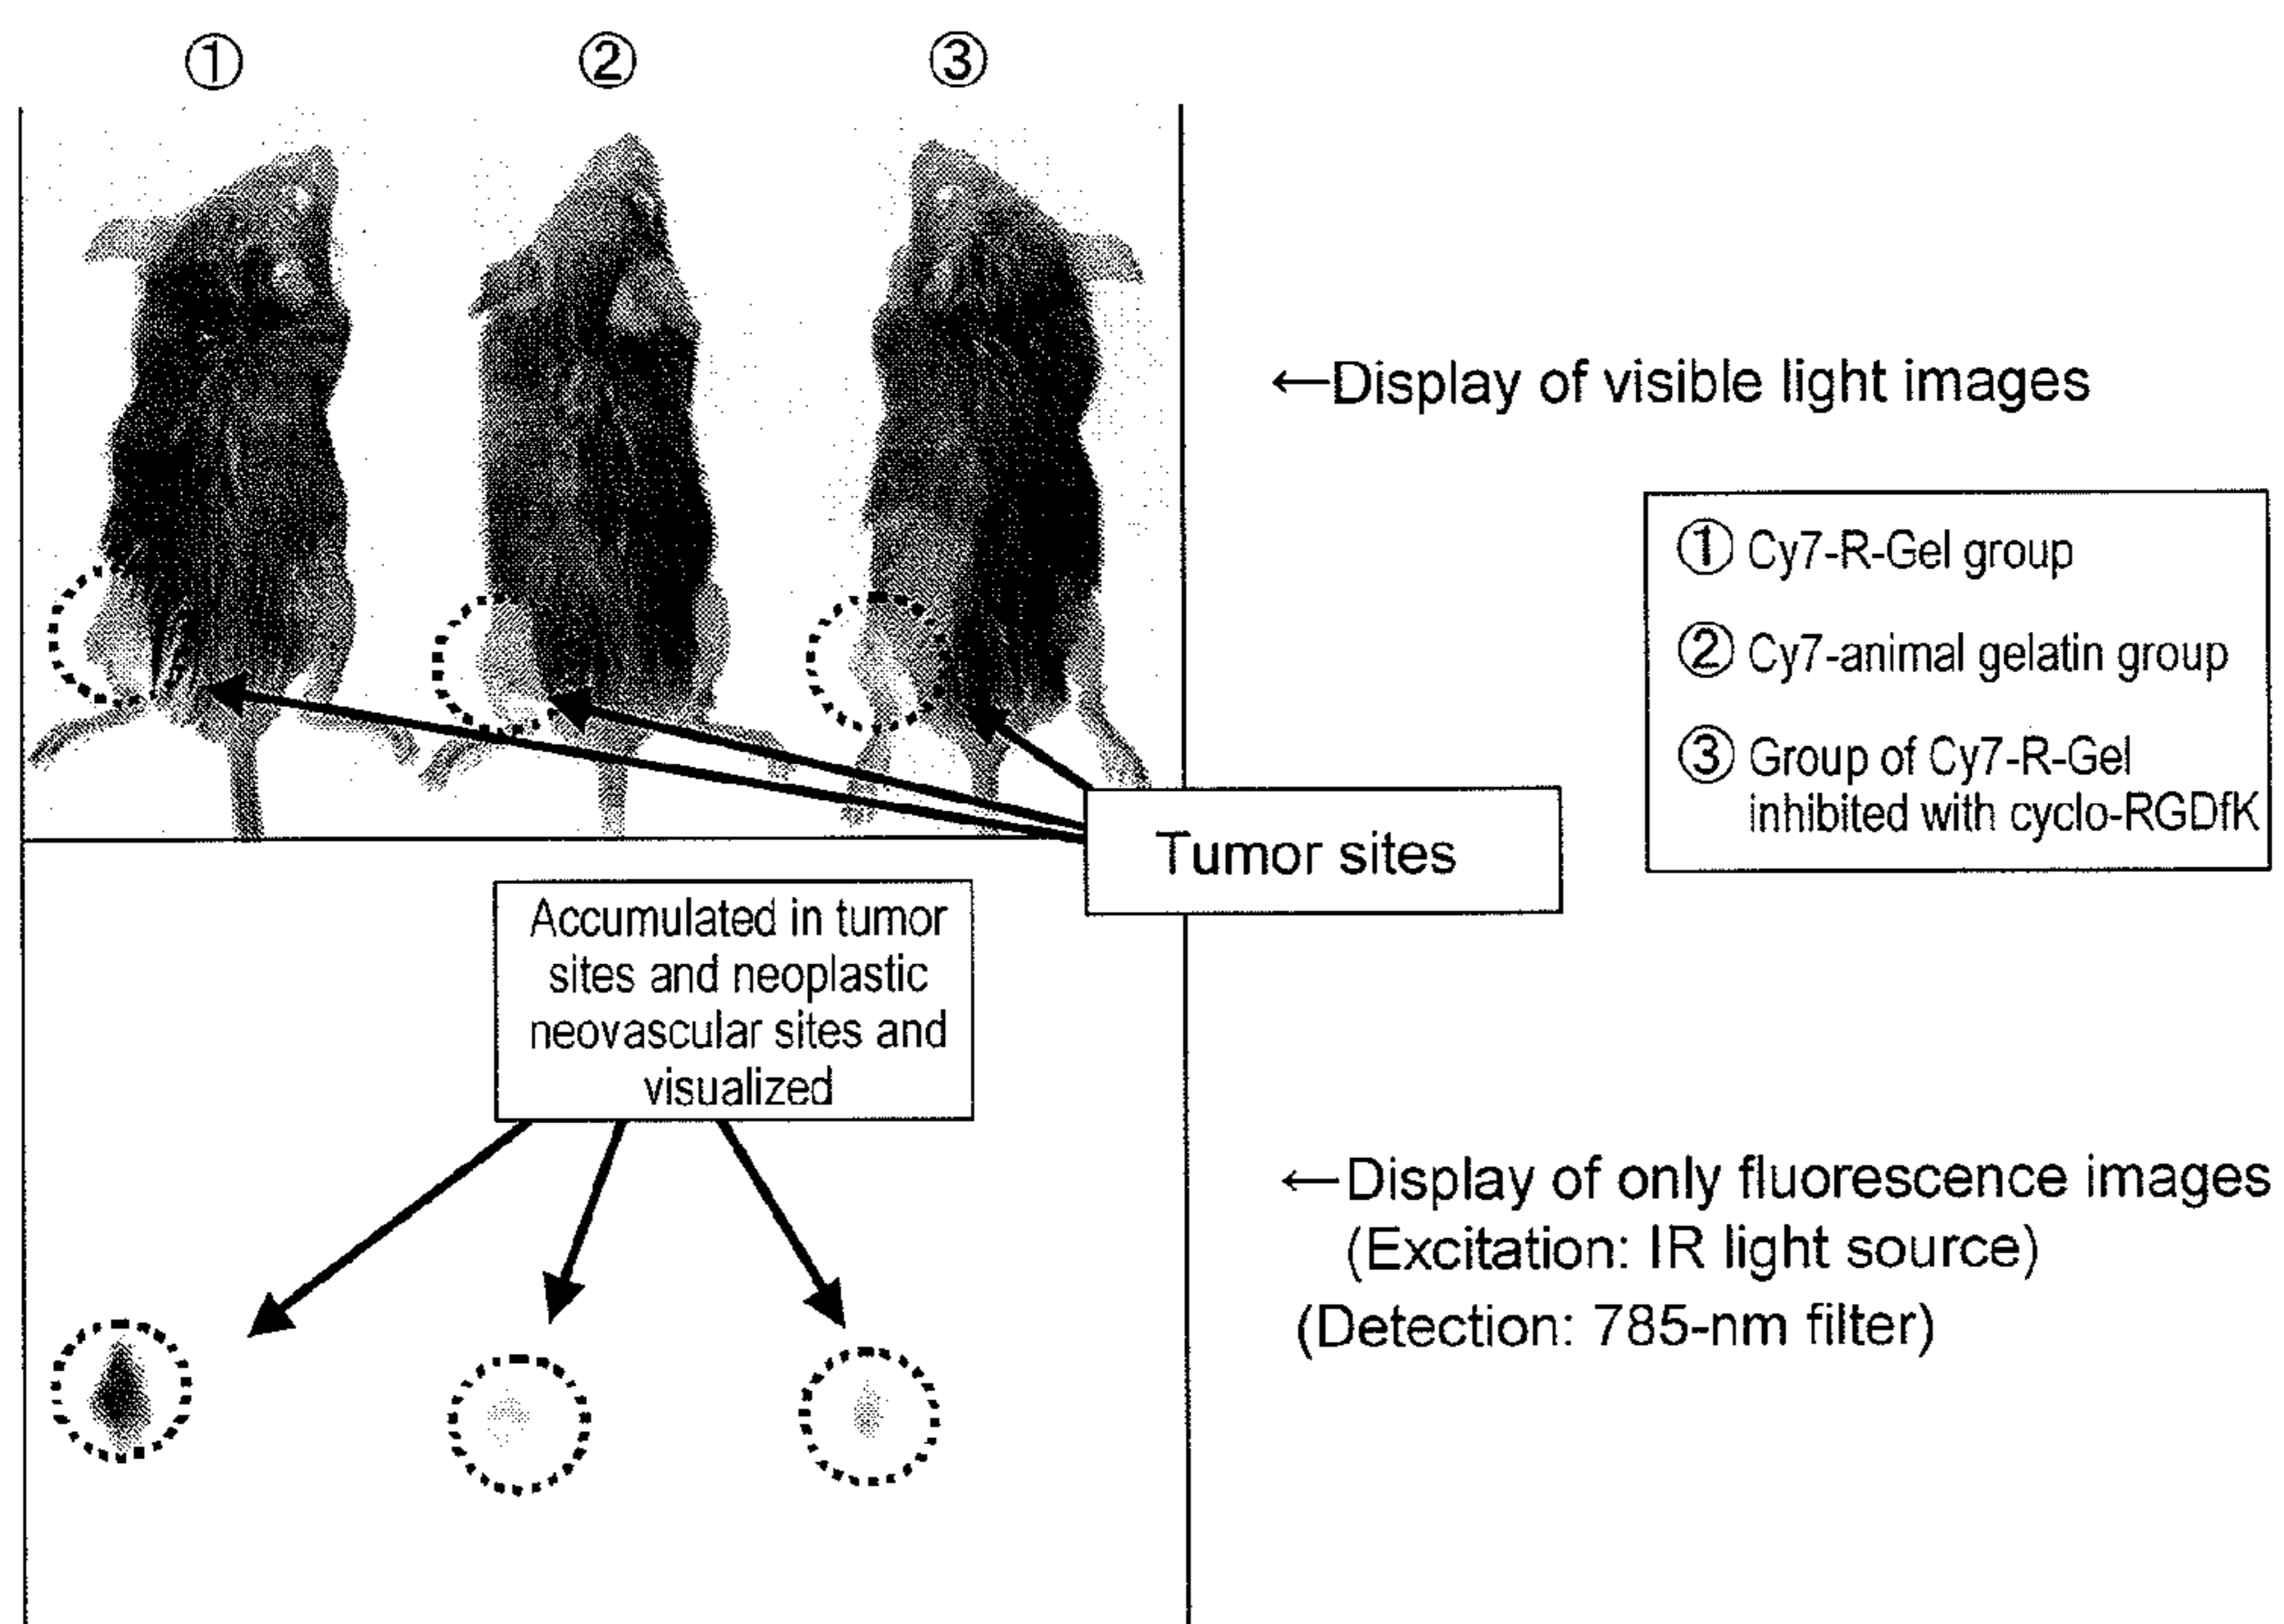 ① ② ③
←Display of visible light images
① Cy7-R-Gel group
② Cy7-animal gelatin group
③ Group of Cy7-R-Gel
inhibited with cyclo-RGDfK
Tumor sites
Accumulated in tumor
sites and neoplastic
neovascular sites and
visualized
←Display of only fluorescence images
(Excitation: IR light source)
(Detection: 785-nm filter)